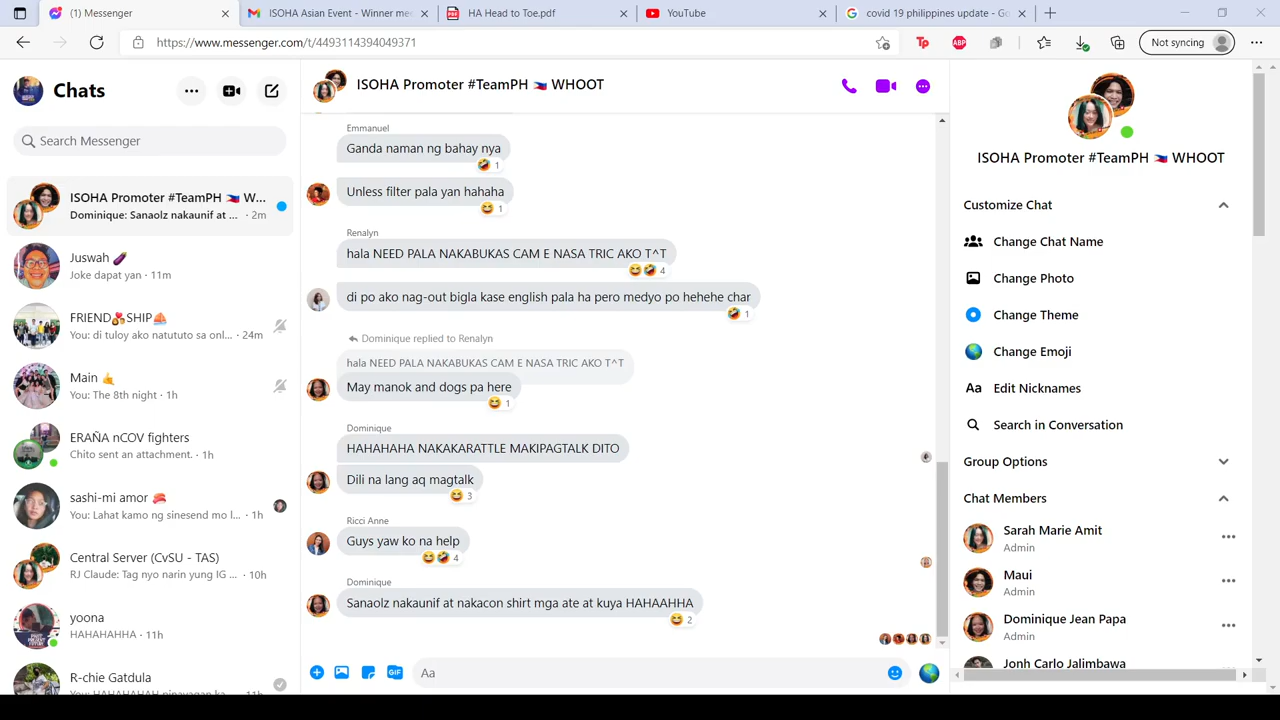 (1) Messenger
ISOHA Asian Event - Winner mee
HA Head to Toe.pdf
YouTube
covid 19 philippines update - Go
https://www.messenger.com/t/4493114394049371
Not syncing
Chats
Search Messenger
ISOHA Promoter #TeamPH 🇵🇭 W...
Dominique: Sanaolz nakaunif at ... · 2m
Juswah 🍆
Joke dapat yan · 11m
FRIEND💑SHIP⛵
You: di tuloy ako natututo sa onl... · 24m
Main 🤙
You: The 8th night · 1h
ERAÑA nCOV fighters
Chito sent an attachment. · 1h
sashi-mi amor 🍣
You: Lahat kamo ng sinesend mo l... · 1h
Central Server (CvSU - TAS)
RJ Claude: Tag nyo narin yung IG ... · 10h
yoona
HAHAHAHHA · 11h
R-chie Gatdula
ISOHA Promoter #TeamPH 🇵🇭 WHOOT
Emmanuel
Ganda naman ng bahay nya
1
Unless filter pala yan hahaha
1
Renalyn
hala NEED PALA NAKABUKAS CAM E NASA TRIC AKO T^T
4
di po ako nag-out bigla kase english pala ha pero medyo po hehehe char
1
Dominique replied to Renalyn
hala NEED PALA NAKABUKAS CAM E NASA TRIC AKO T^T
May manok and dogs pa here
1
Dominique
HAHAHAHA NAKAKARATTLE MAKIPAGTALK DITO
Dili na lang aq magtalk
3
Ricci Anne
Guys yaw ko na help
4
Dominique
Sanaolz nakaunif at nakacon shirt mga ate at kuya HAHAAHHA
2
GIF
Aa
ISOHA Promoter #TeamPH 🇵🇭 WHOOT
Customize Chat
Change Chat Name
Change Photo
Change Theme
Change Emoji
Aa Edit Nicknames
Search in Conversation
Group Options
Chat Members
Sarah Marie Amit
Admin
Maui
Admin
Dominique Jean Papa
Admin
Jonh Carlo Jalimbawa